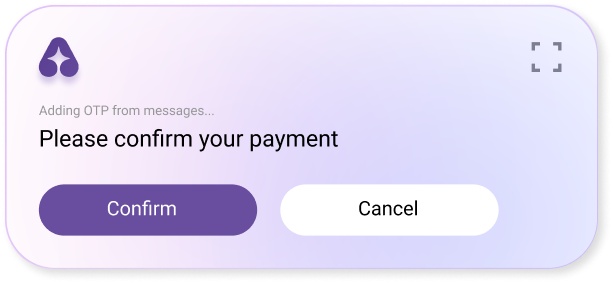 Adding OTP from messages...
Please confirm your payment
Confirm
Cancel